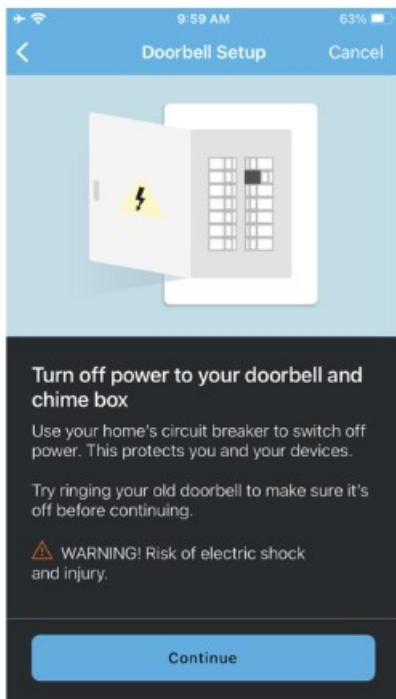 9:59 AM
63%
Doorbell Setup
Cancel
Turn off power to your doorbell and
chime box
Use your home's circuit breaker to switch off
power. This protects you and your devices.
Try ringing your old doorbell to make sure it's
off before continuing.
WARNING! Risk of electric shock
and injury.
Continue